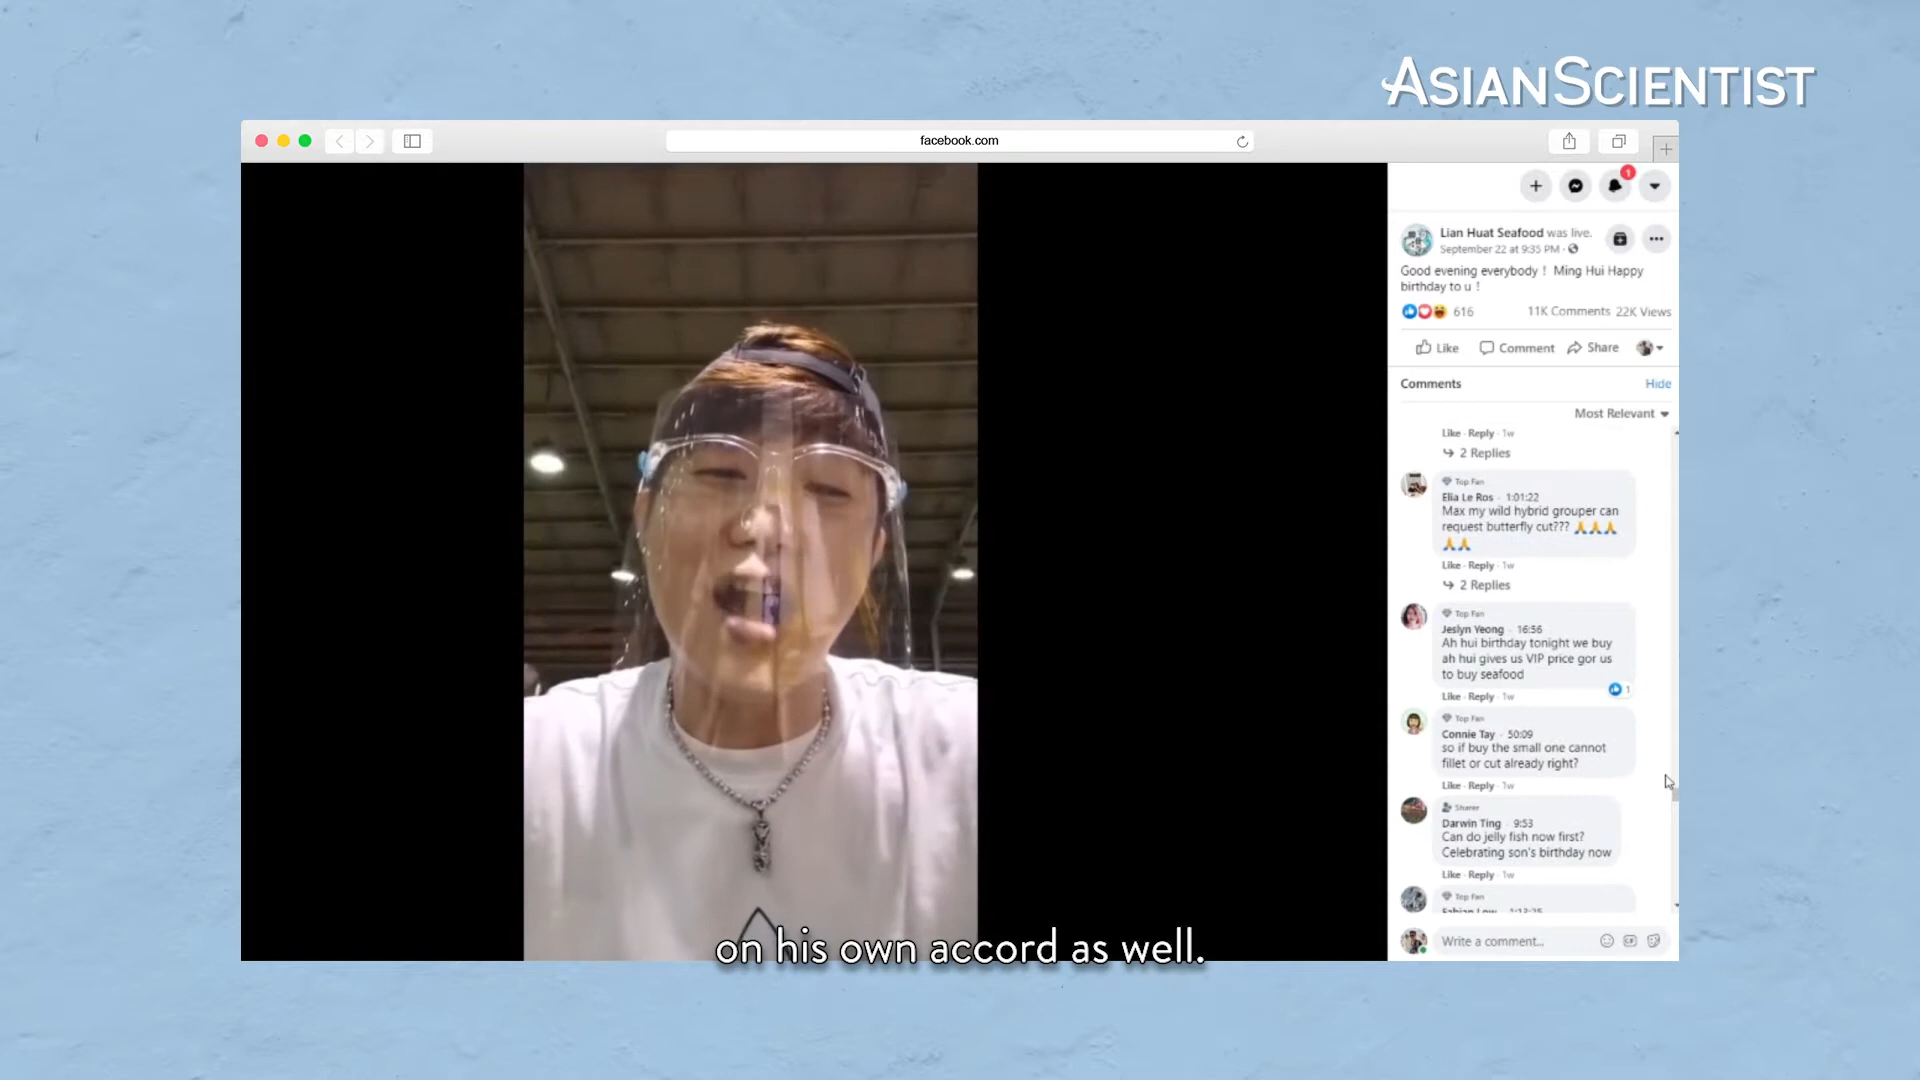 ASIANSCIENTIST
facebook.com
1
Lian Huat Seafood was live.
September 22 at 9:35 PM ·
Good evening everybody！ Ming Hui Happy
birthday to u！
616
11K Comments 22K Views
Like
Comment
Share
Comments
Hide
Most Relevant
Like · Reply · 1w
2 Replies
Top Fan
Elia Le Ros · 1:01:22
Max my wild hybrid grouper can
request butterfly cut??? 🙏🙏🙏
🙏🙏
Like · Reply · 1w
2 Replies
Top Fan
Jeslyn Yeong · 16:56
Ah hui birthday tonight we buy
ah hui gives us VIP price gor us
to buy seafood
1
Like · Reply · 1w
Top Fan
Connie Tay · 50:09
so if buy the small one cannot
fillet or cut already right?
Like · Reply · 1w
Sharer
Darwin Ting · 9:53
Can do jelly fish now first?
Celebrating son's birthday now
Like · Reply · 1w
Top Fan
Write a comment...
on his own accord as well.